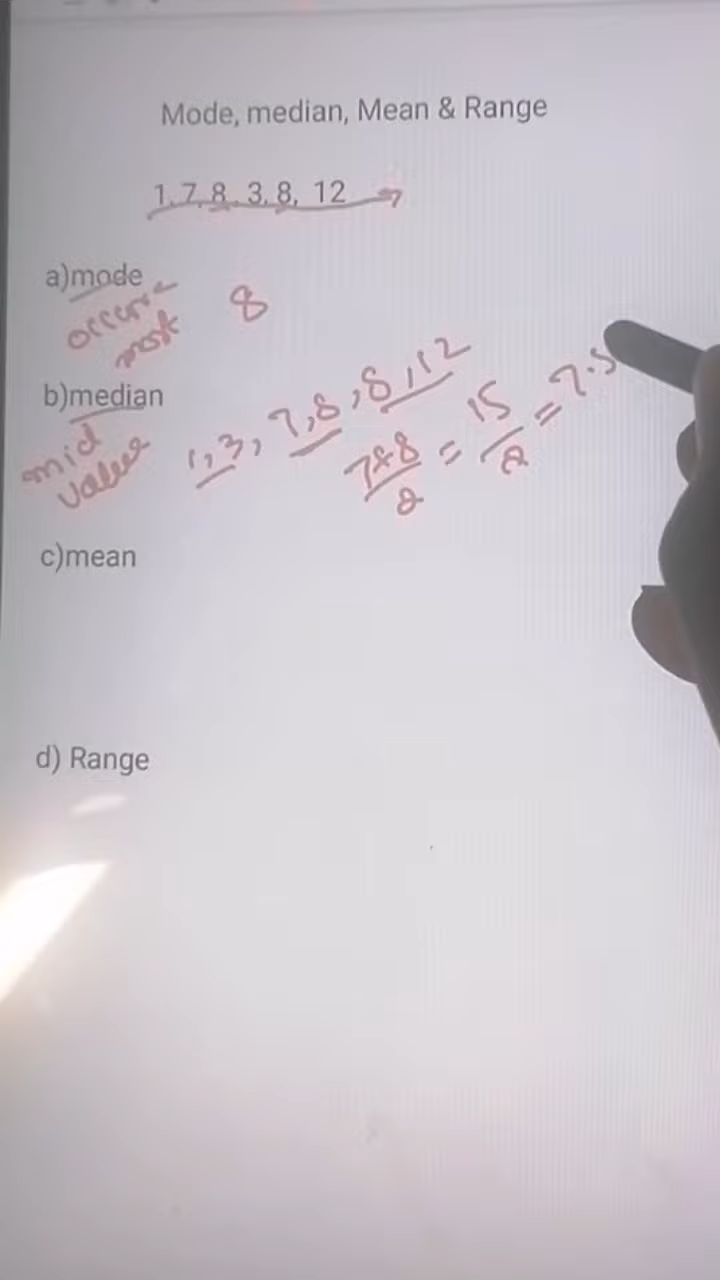 Mode, median, Mean & Range
1, 7, 8, 3, 8, 12
a)mode
occurs
most
8
b)median
mid
value
1, 3, 7, 8, 8, 12
7+8/2 = 15/2 = 7.5
c)mean
d) Range